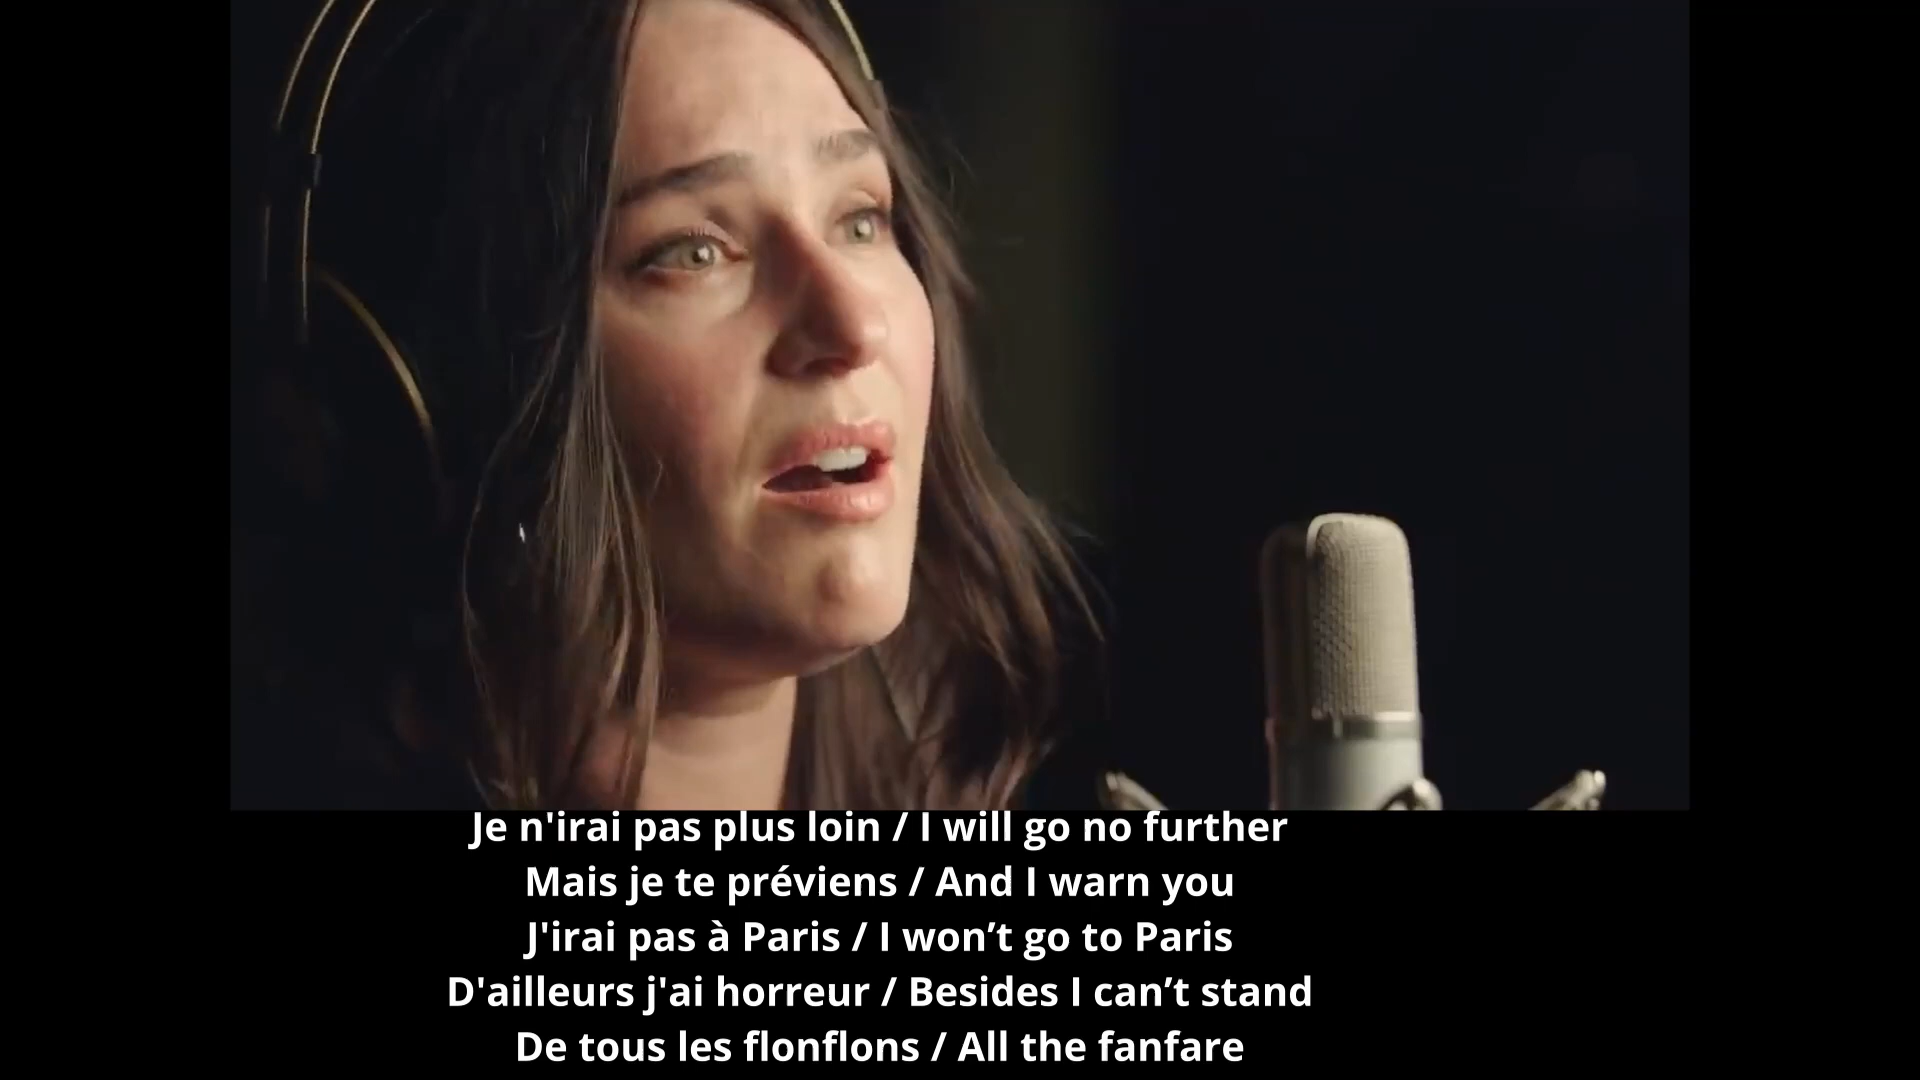 Je n'irai pas plus loin / I will go no further
Mais je te préviens / And I warn you
J'irai pas à Paris / I won’t go to Paris
D'ailleurs j'ai horreur / Besides I can’t stand
De tous les flonflons / All the fanfare